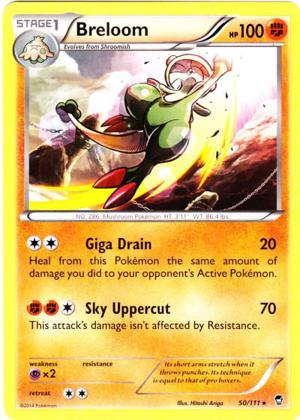 STAGE1 Breloom HP100
Evolves from Shroomish
NO. 286 Mushroom Pokémon HT. 3'11" WT. 86.4 lbs.
Giga Drain 20
Heal from this Pokémon the same amount of
damage you did to your opponent's Active Pokémon.
Sky Uppercut 70
This attack's damage isn't affected by Resistance.
weakness resistance
×2
retreat
Its short arms stretch when it
throws punches. Its technique
is equal to that of pro boxers.
©2014 Pokémon Illus. Hitoshi Ariga 50/111 ★